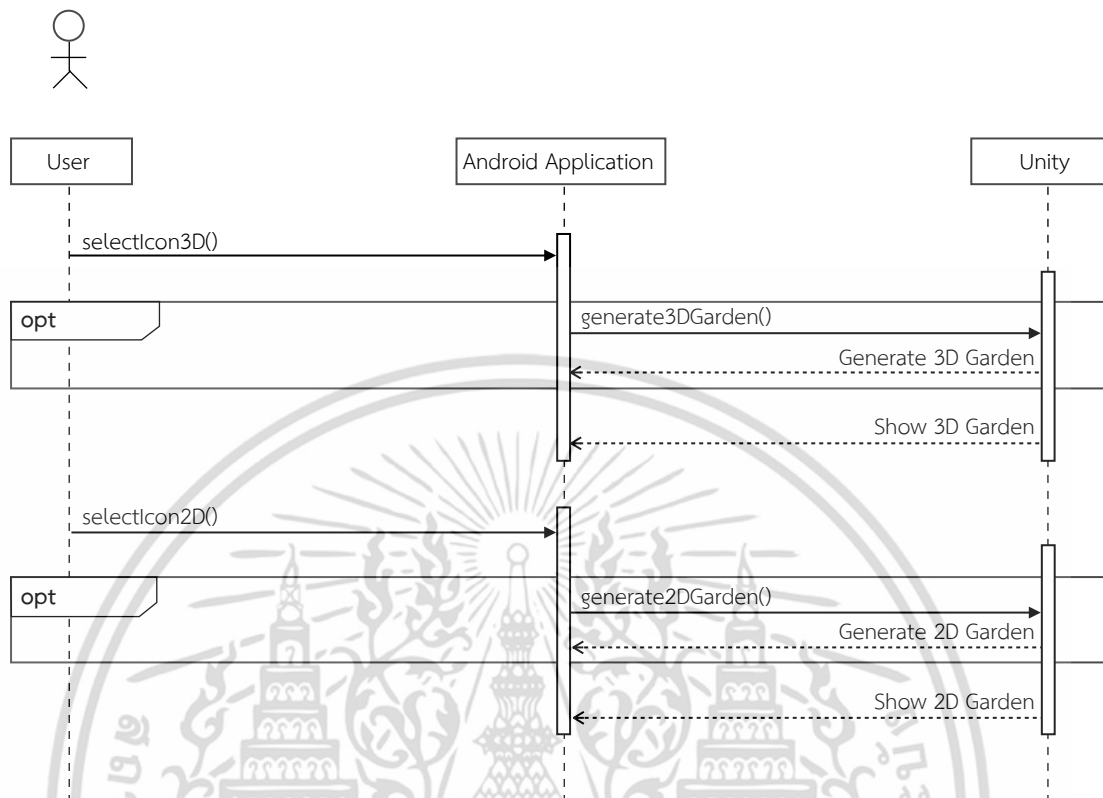 User
Android Application
Unity
selectIcon3D()
opt
generate3DGarden()
Generate 3D Garden
Show 3D Garden
selectIcon2D()
opt
generate2DGarden()
Generate 2D Garden
Show 2D Garden